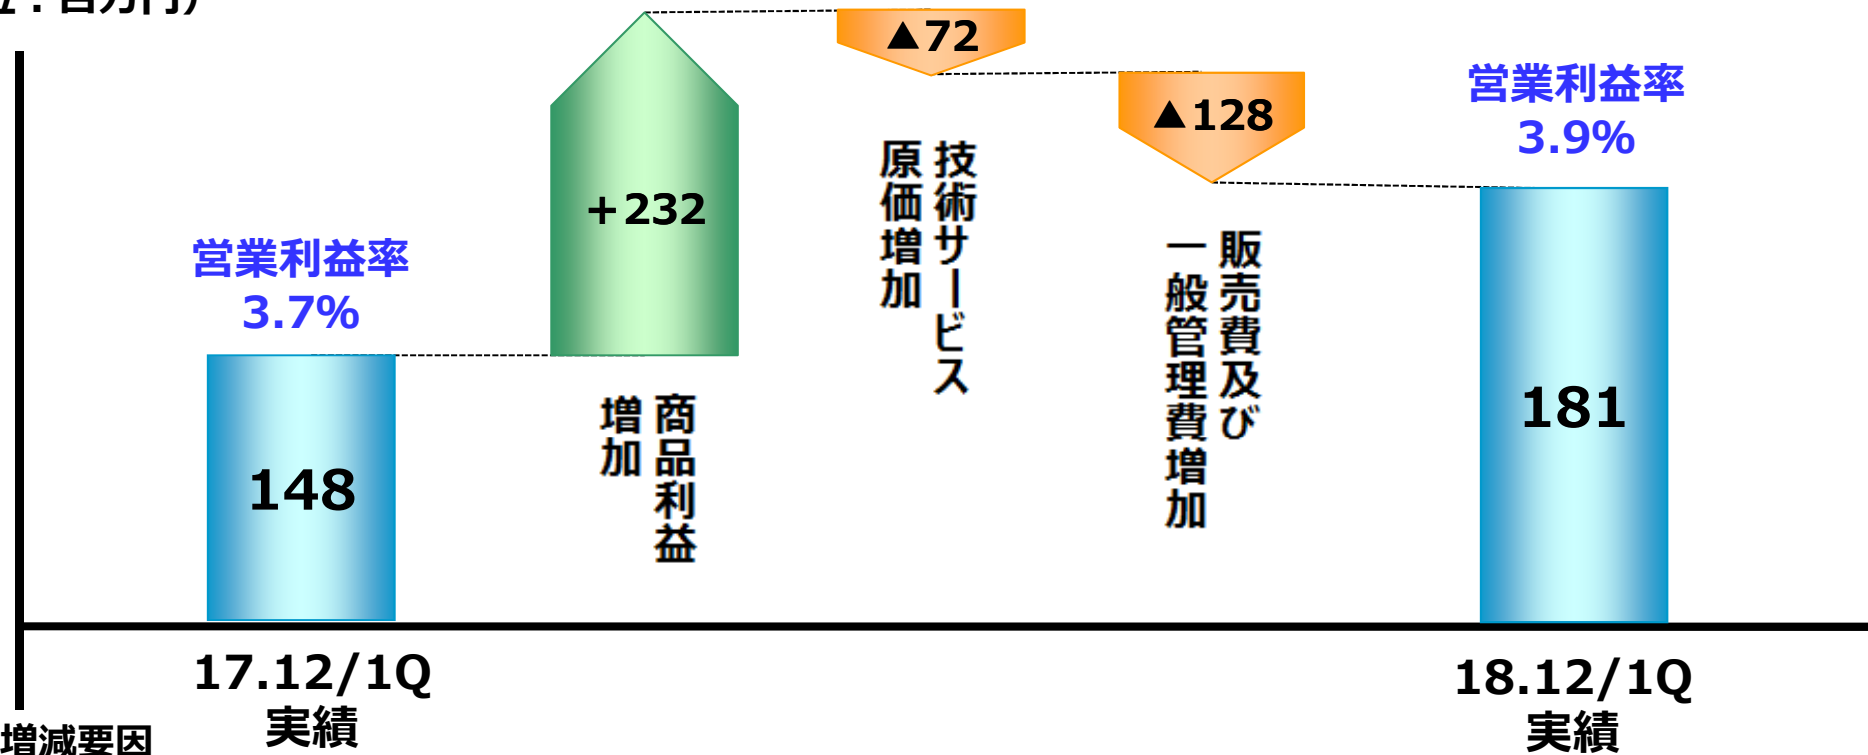 ：百万円）
▲72
▲128
営業利益率
3.9%
＋232
技術サービス
原価増加
営業利益率
3.7%
販売費及び
一般管理費増加
商品利益
増加
148
181
17.12/1Q
実績
18.12/1Q
実績
増減要因